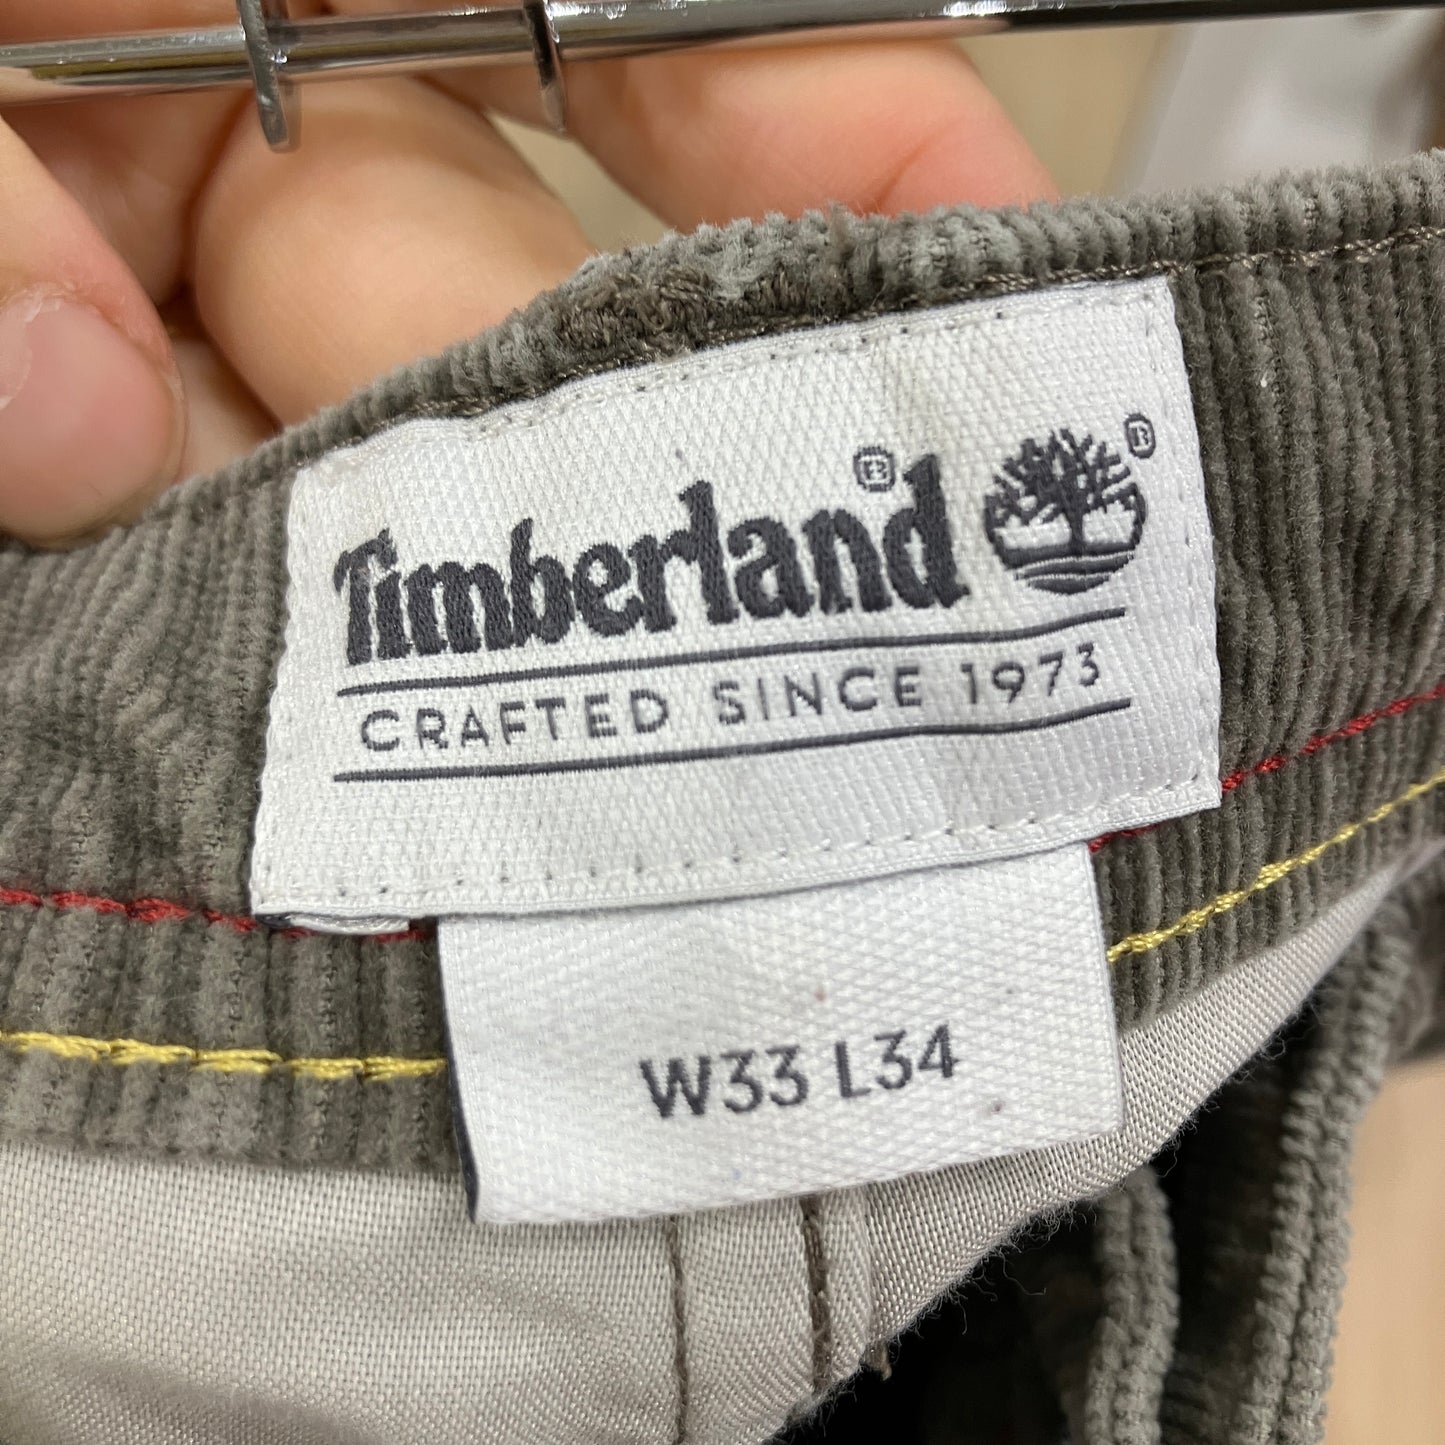 Timberland® ®
CRAFTED SINCE 1973
W33 L34